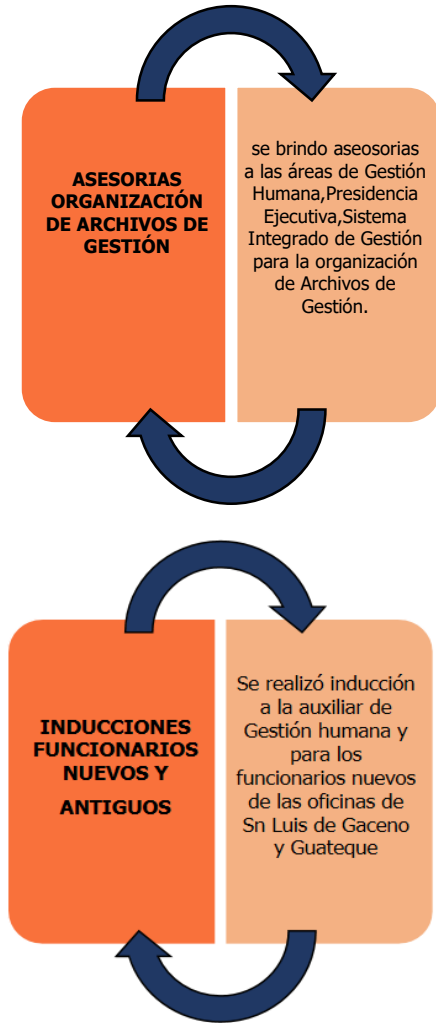 ASESORIAS
ORGANIZACIÓN
DE ARCHIVOS DE
GESTIÓN
se brindo aseosorias
a las áreas de Gestión
Humana,Presidencia
Ejecutiva,Sistema
Integrado de Gestión
para la organización
de Archivos de
Gestión.
INDUCCIONES
FUNCIONARIOS
NUEVOS Y
ANTIGUOS
Se realizó inducción
a la auxiliar de
Gestión humana y
para los
funcionarios nuevos
de las oficinas de
Sn Luis de Gaceno
y Guateque